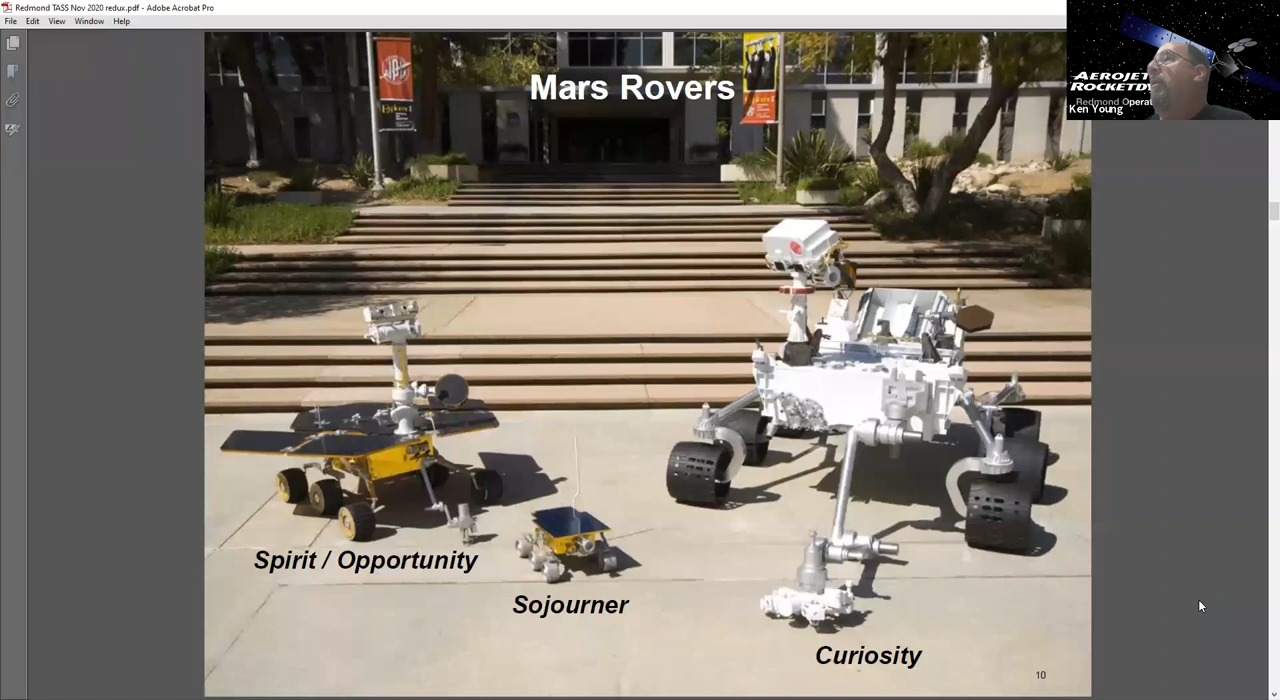 Redmond TASS Nov 2020 redux.pdf - Adobe Acrobat Pro
File Edit View Window Help
Mars Rovers
AEROJET
ROCKETDY
Redmond Operat
Ken Young
JPL
Spirit / Opportunity
Sojourner
Curiosity
10